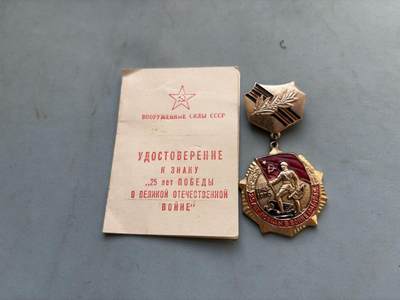 ВООРУЖЕННЫЕ СИЛЫ СССР
УДОСТОВЕРЕНИЕ
К ЗНАКУ
„25 лет ПОБЕДЫ
В ВЕЛИКОЙ ОТЕЧЕСТВЕННОЙ
ВОЙНЕ"